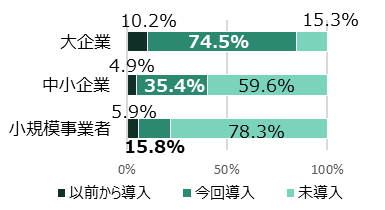 10.2% 15.3%
大企業 74.5%
4.9%
中小企業 35.4% 59.6%
5.9%
小規模事業者 78.3%
15.8%
0% 50% 100%
■以前から導入 ■今回導入 ■未導入